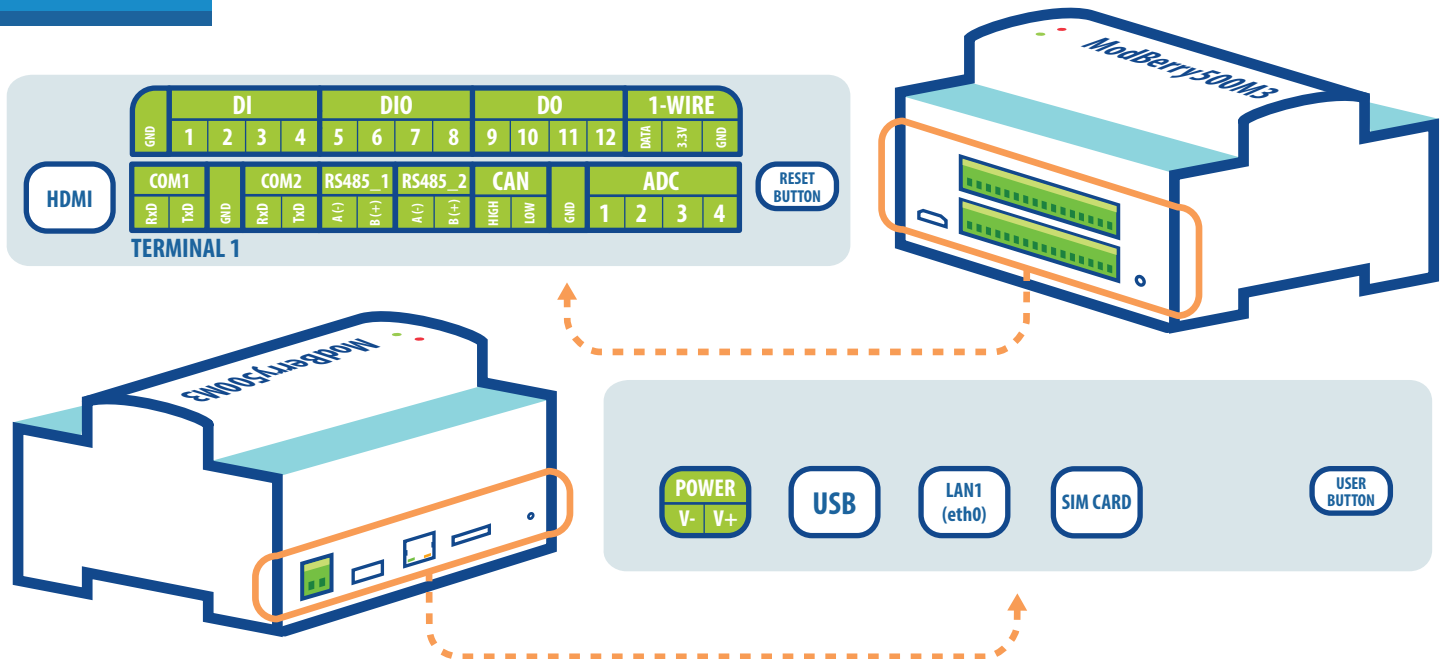 ModBerry500M3
DI DIO DO 1-WIRE
GND 1 2 3 4 5 6 7 8 9 10 11 12 DATA 3.3V GND
HDMI
COM1 GND COM2 RS485_1 RS485_2 CAN GND ADC
RxD TxD RxD TxD A (-) B (+) A (-) B (+) HIGH LOW 1 2 3 4
RESET
BUTTON
TERMINAL 1
ModBerry500M3
POWER
V- V+
USB
LAN1
(eth0)
SIM CARD
USER
BUTTON